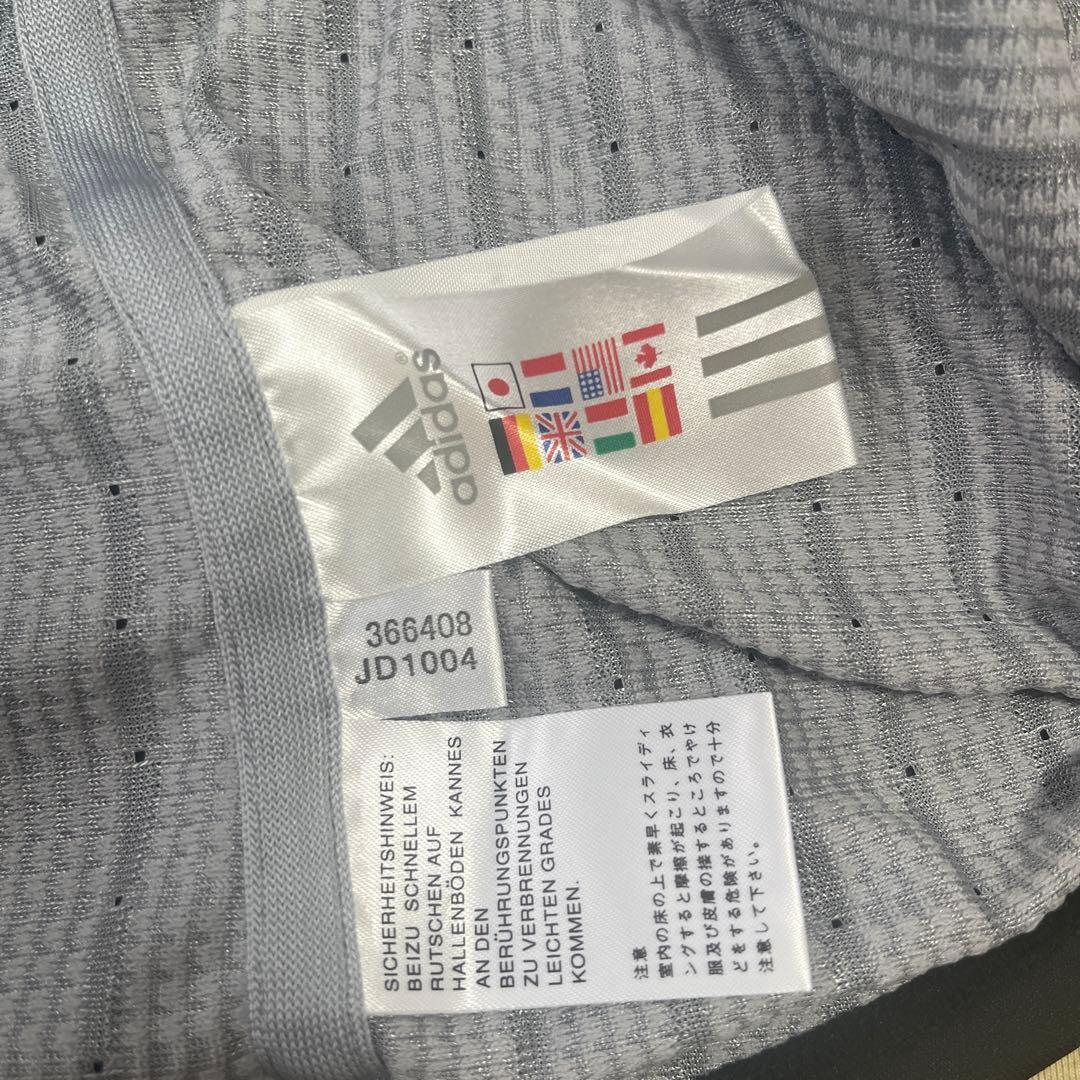 adidas®
366408
JD1004
SICHERHEITSHINWEIS:
BEIZU SCHNELLEM
RUTSCHEN AUF
HALLENBÖDEN KANNES
AN DEN
BERÜHRUNGSPUNKTEN
ZU VERBRENNUNGEN
LEICHTEN GRADES
KOMMEN.
注意
室内の床の上で素早くスライディ
ングすると摩擦が起こり、床、衣
服及び皮膚の接するところでやけ
どをする危険がありますので十分
注意して下さい。